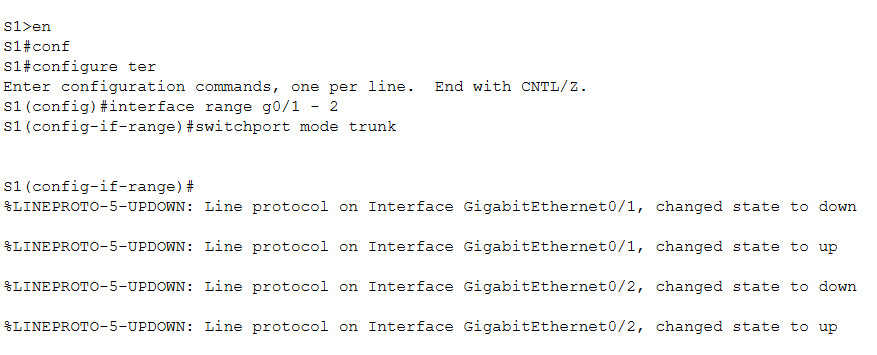 S1>en
S1#conf
S1#configure ter
Enter configuration commands, one per line.  End with CNTL/Z.
S1(config)#interface range g0/1 - 2
S1(config-if-range)#switchport mode trunk
S1(config-if-range)#
%LINEPROTO-5-UPDOWN: Line protocol on Interface GigabitEthernet0/1, changed state to down
%LINEPROTO-5-UPDOWN: Line protocol on Interface GigabitEthernet0/1, changed state to up
%LINEPROTO-5-UPDOWN: Line protocol on Interface GigabitEthernet0/2, changed state to down
%LINEPROTO-5-UPDOWN: Line protocol on Interface GigabitEthernet0/2, changed state to up